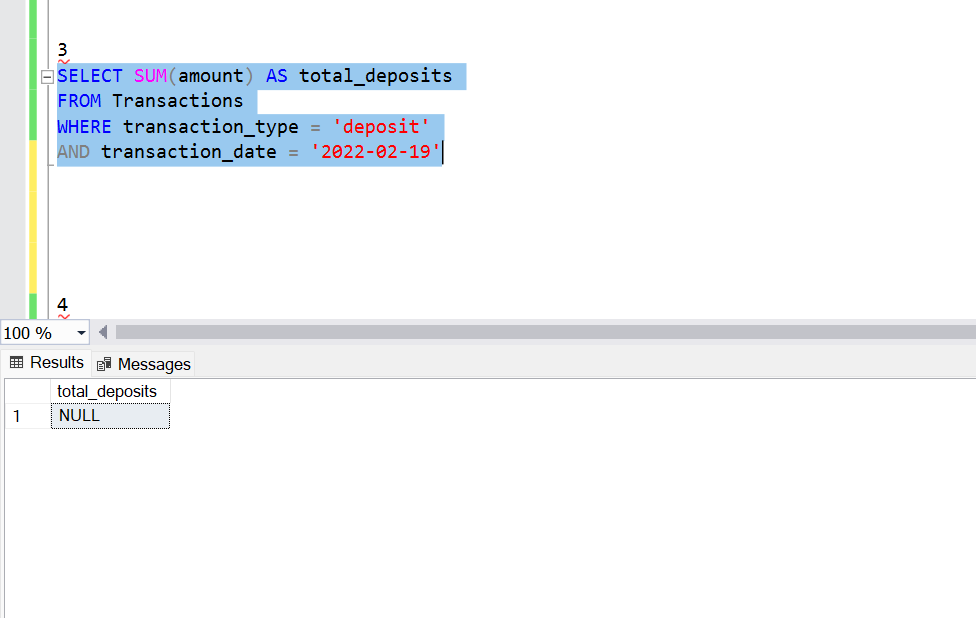 3
SELECT SUM(amount) AS total_deposits
FROM Transactions
WHERE transaction_type = 'deposit'
AND transaction_date = '2022-02-19'
4
100 %
Results Messages
total_deposits
1 NULL